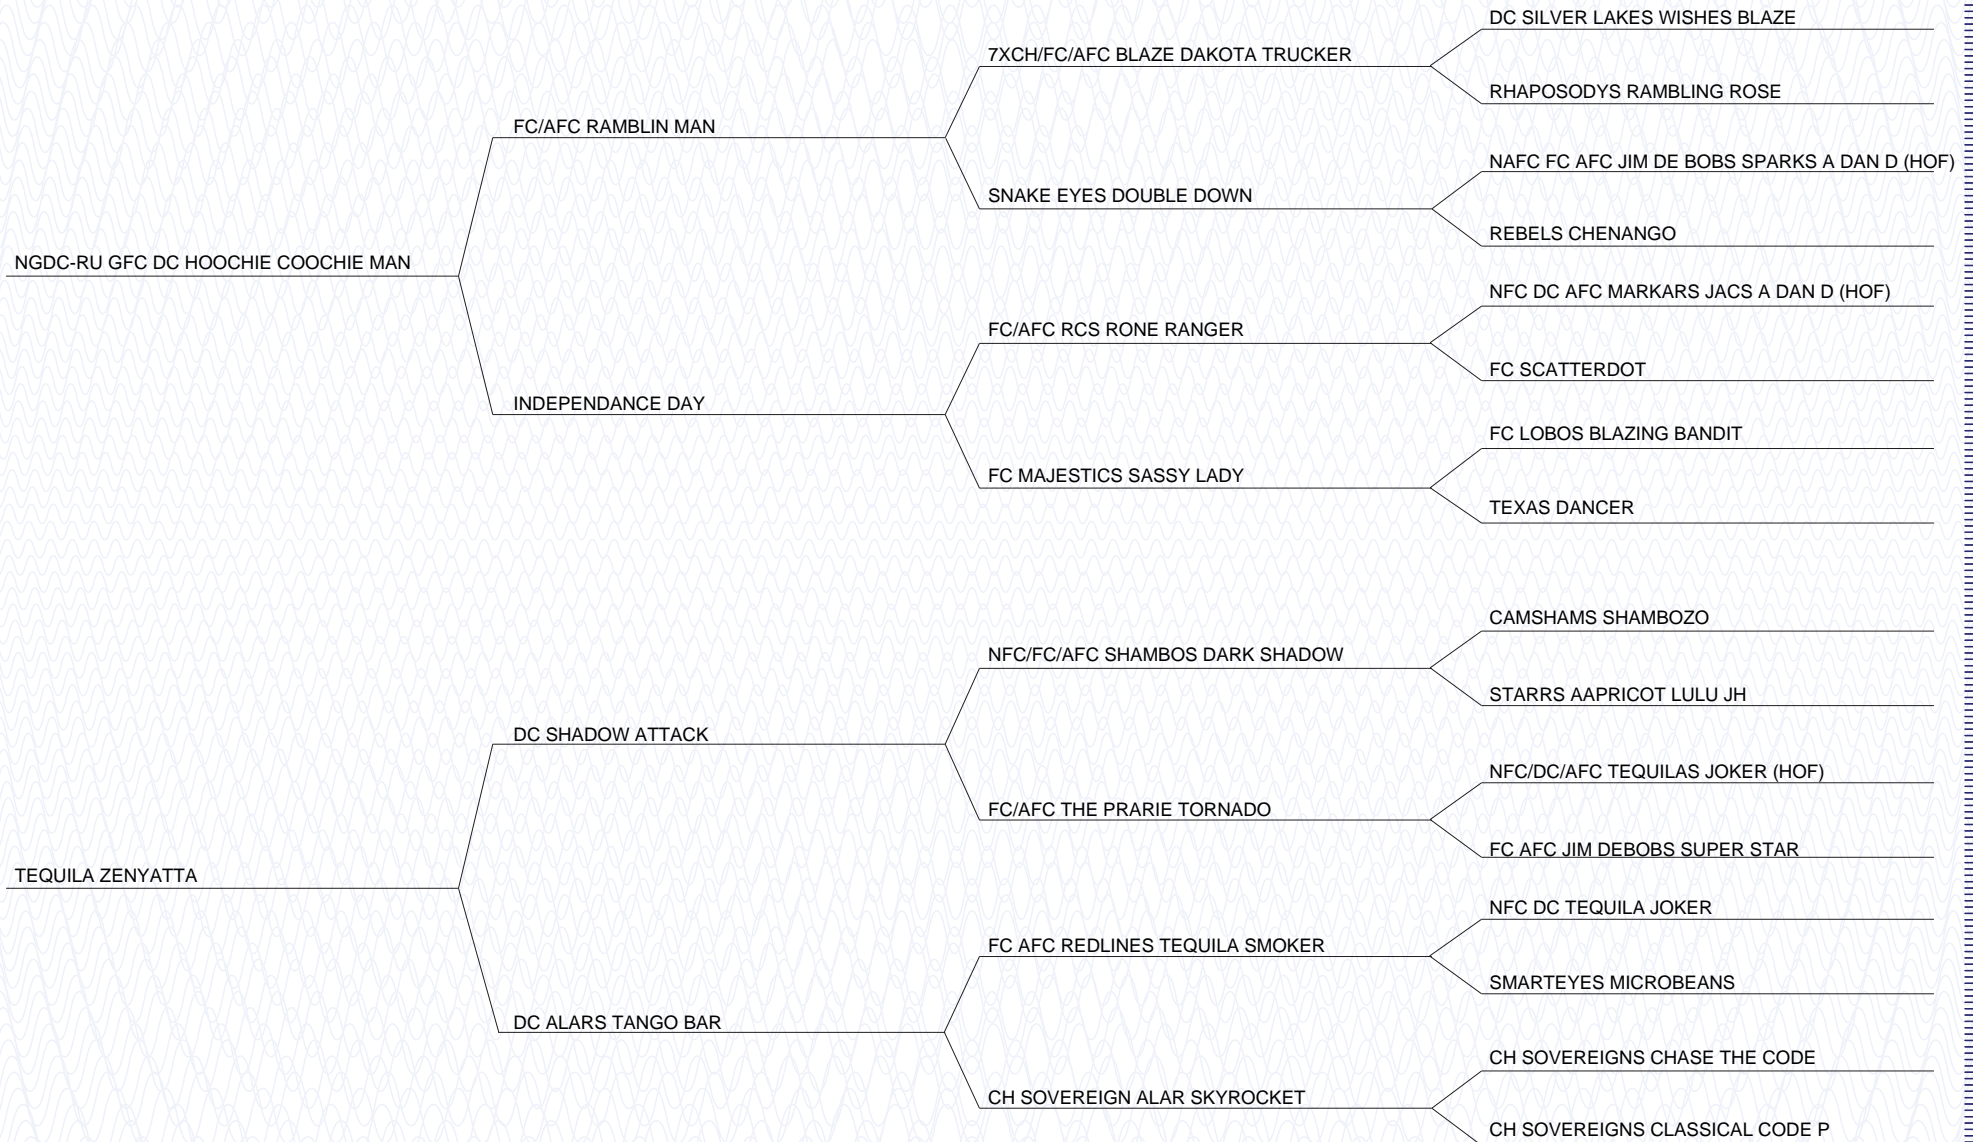 DC SILVER LAKES WISHES BLAZE
7XCH/FC/AFC BLAZE DAKOTA TRUCKER
RHAPOSODYS RAMBLING ROSE
FC/AFC RAMBLIN MAN
NAFC FC AFC JIM DE BOBS SPARKS A DAN D (HOF)
SNAKE EYES DOUBLE DOWN
REBELS CHENANGO
NGDC-RU GFC DC HOOCHIE COOCHIE MAN
NFC DC AFC MARKARS JACS A DAN D (HOF)
FC/AFC RCS RONE RANGER
FC SCATTERDOT
INDEPENDANCE DAY
FC LOBOS BLAZING BANDIT
FC MAJESTICS SASSY LADY
TEXAS DANCER
CAMSHAMS SHAMBOZO
NFC/FC/AFC SHAMBOS DARK SHADOW
STARRS AAPRICOT LULU JH
DC SHADOW ATTACK
NFC/DC/AFC TEQUILAS JOKER (HOF)
FC/AFC THE PRARIE TORNADO
FC AFC JIM DEBOBS SUPER STAR
TEQUILA ZENYATTA
NFC DC TEQUILA JOKER
FC AFC REDLINES TEQUILA SMOKER
SMARTEYES MICROBEANS
DC ALARS TANGO BAR
CH SOVEREIGNS CHASE THE CODE
CH SOVEREIGN ALAR SKYROCKET
CH SOVEREIGNS CLASSICAL CODE P